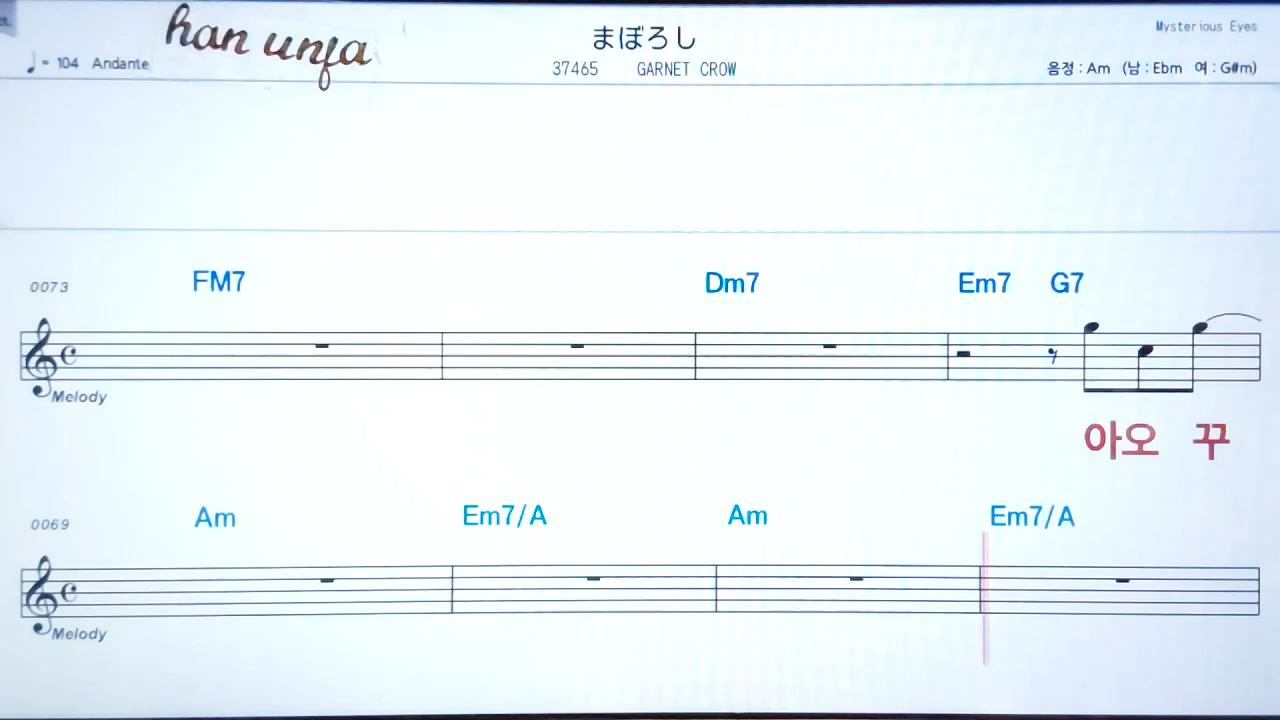 han unja
まぼろし
Mysterious Eyes
♩= 104 Andante
37465 GARNET CROW
음정 : Am (남 : Ebm 여 : G#m)
0073 FM7 Dm7 Em7 G7
Melody
아오 꾸
0069 Am Em7/A Am Em7/A
Melody